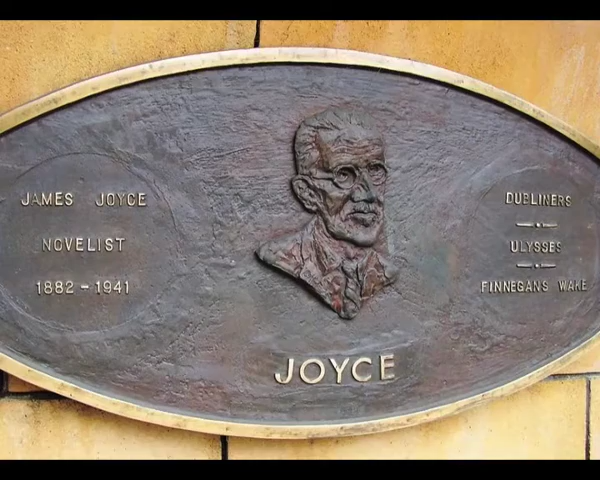 JAMES JOYCE
NOVELIST
1882 - 1941
DUBLINERS
ULYSSES
FINNEGANS WAKE
JOYCE